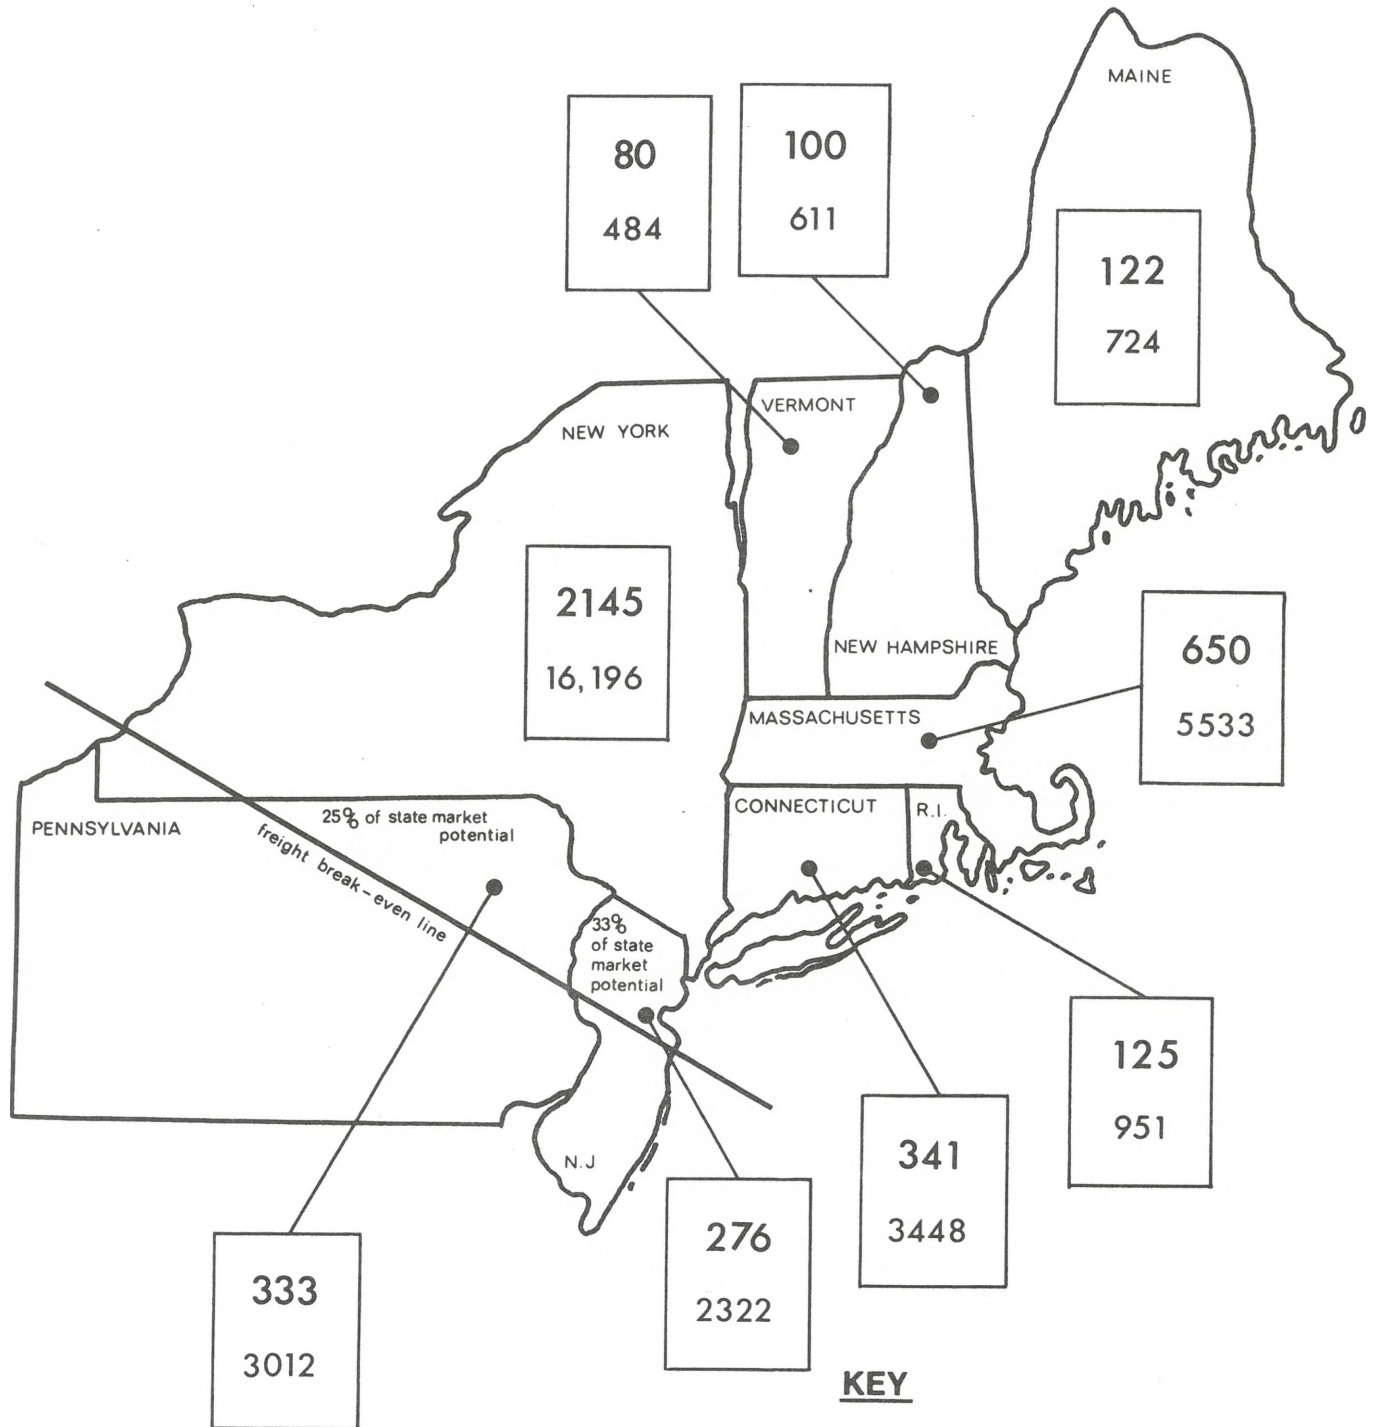 MAINE
80
484
100
611
122
724
VERMONT
NEW YORK
2145
16,196
NEW HAMPSHIRE
650
5533
MASSACHUSETTS
CONNECTICUT
R.I.
PENNSYLVANIA
25% of state market
potential
freight break-even line
33%
of state
market
potential
125
951
341
3448
N.J
276
2322
333
3012
KEY